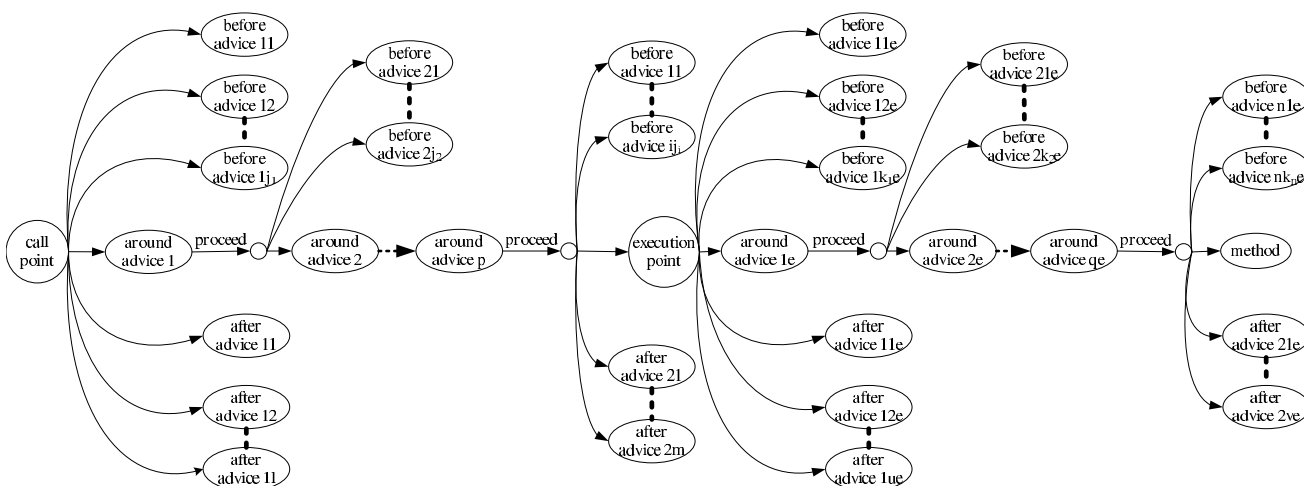 call
point
before
advice 11
before
advice 12
before
advice 1j₁
around
advice 1
proceed
after
advice 11
after
advice 12
after
advice 11
before
advice 21
before
advice 2j₂
around
advice 2
around
advice p
proceed
before
advice 11
before
advice ijᵢ
after
advice 21
after
advice 2m
execution
point
before
advice 11e
before
advice 12e
before
advice 1k₁e
around
advice 1e
proceed
after
advice 11e
after
advice 12e
after
advice 1ue
before
advice 21e
before
advice 2k₂e
around
advice 2e
around
advice qe
proceed
before
advice n1e
before
advice nkₙe
method
after
advice 21e
after
advice 2ve